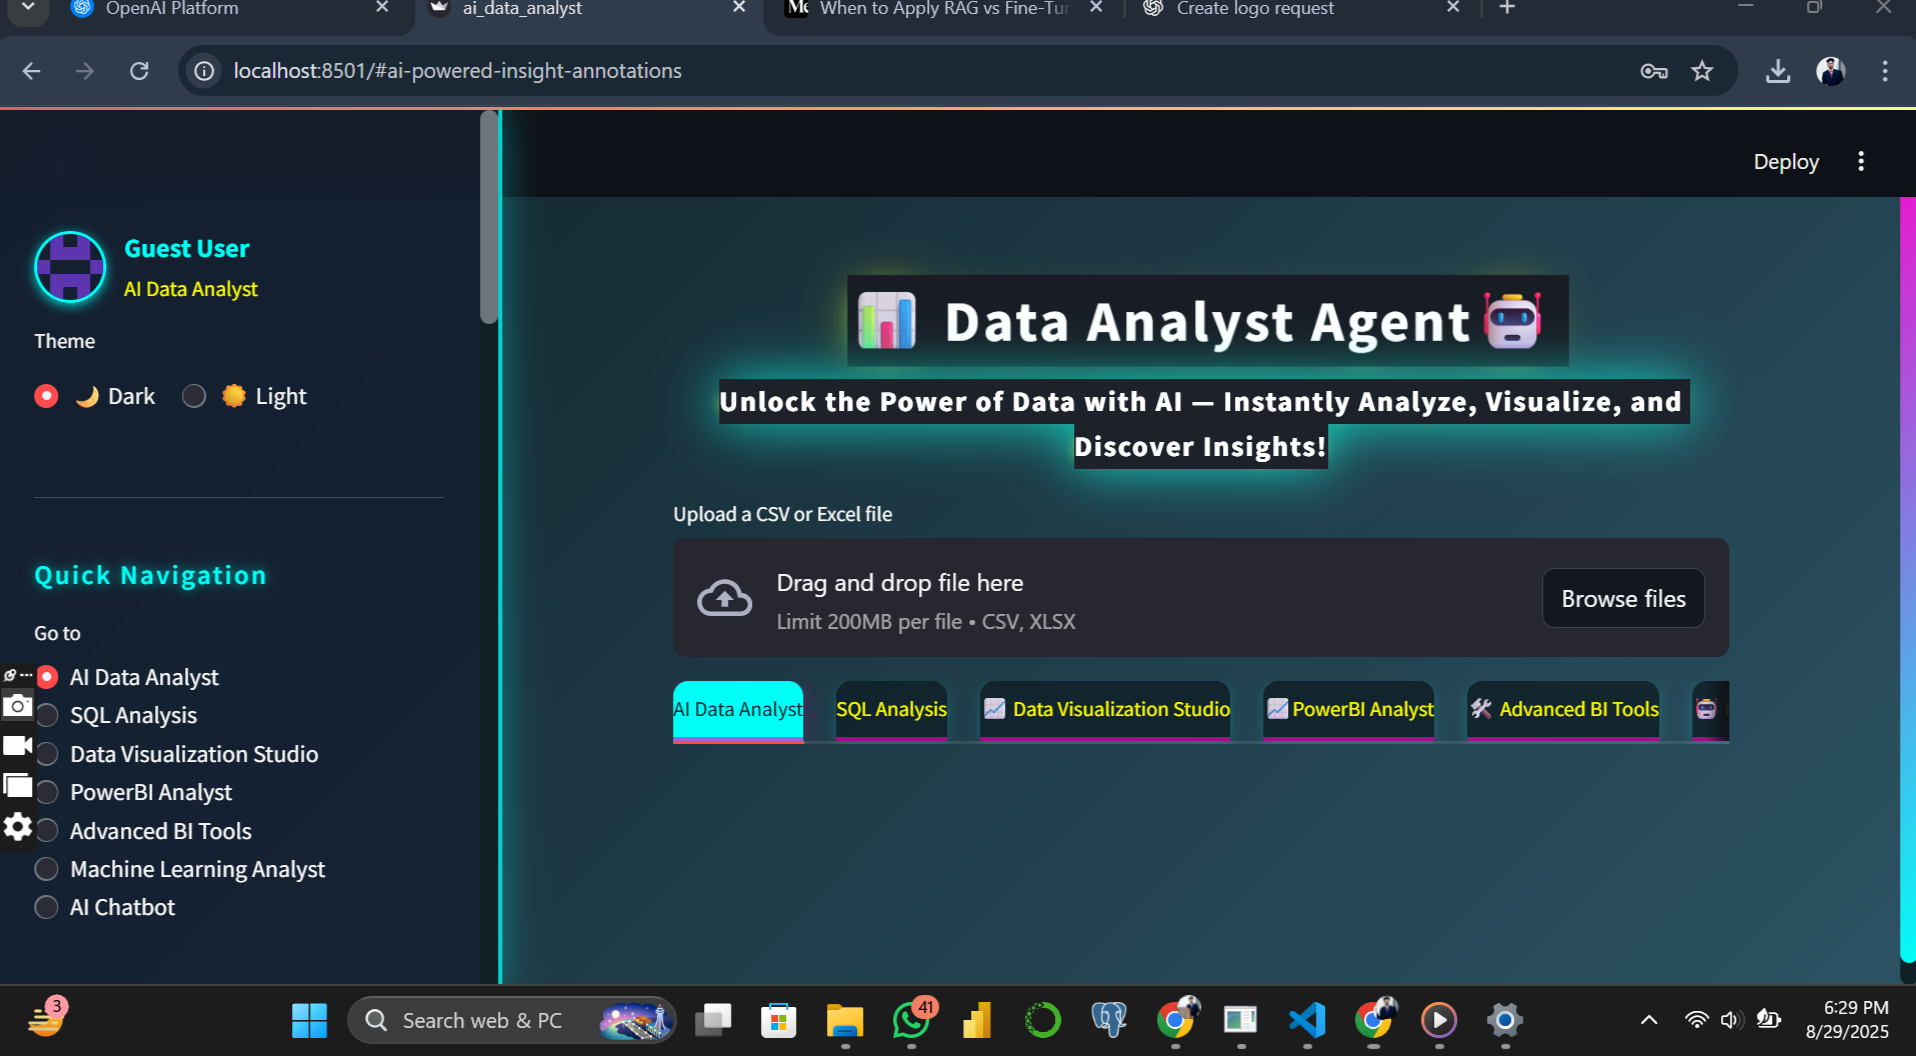 OpenAI Platform
ai_data_analyst
When to Apply RAG vs Fine-Tur
Create logo request
localhost:8501/#ai-powered-insight-annotations
Deploy
Guest User
AI Data Analyst
Theme
Dark
Light
Quick Navigation
Go to
AI Data Analyst
SQL Analysis
Data Visualization Studio
PowerBI Analyst
Advanced BI Tools
Machine Learning Analyst
AI Chatbot
Data Analyst Agent
Unlock the Power of Data with AI — Instantly Analyze, Visualize, and
Discover Insights!
Upload a CSV or Excel file
Drag and drop file here
Limit 200MB per file • CSV, XLSX
Browse files
AI Data Analyst
SQL Analysis
Data Visualization Studio
PowerBI Analyst
Advanced BI Tools
3
Search web & PC
41
6:29 PM
8/29/2025